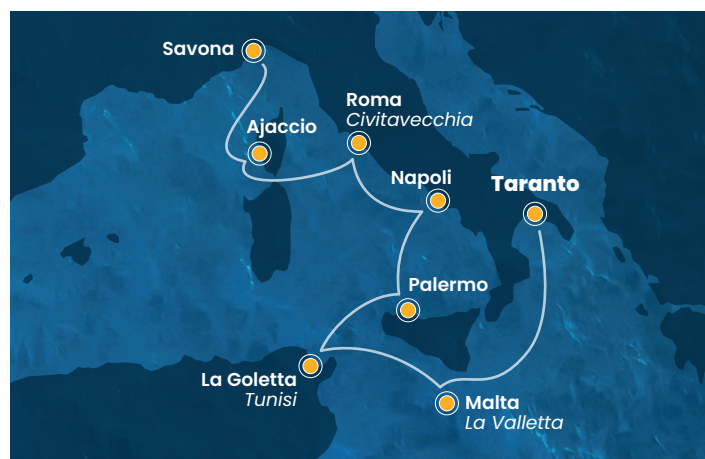 Savona
Roma
Civitavecchia
Ajaccio
Napoli
Taranto
Palermo
La Goletta
Tunisi
Malta
La Valletta